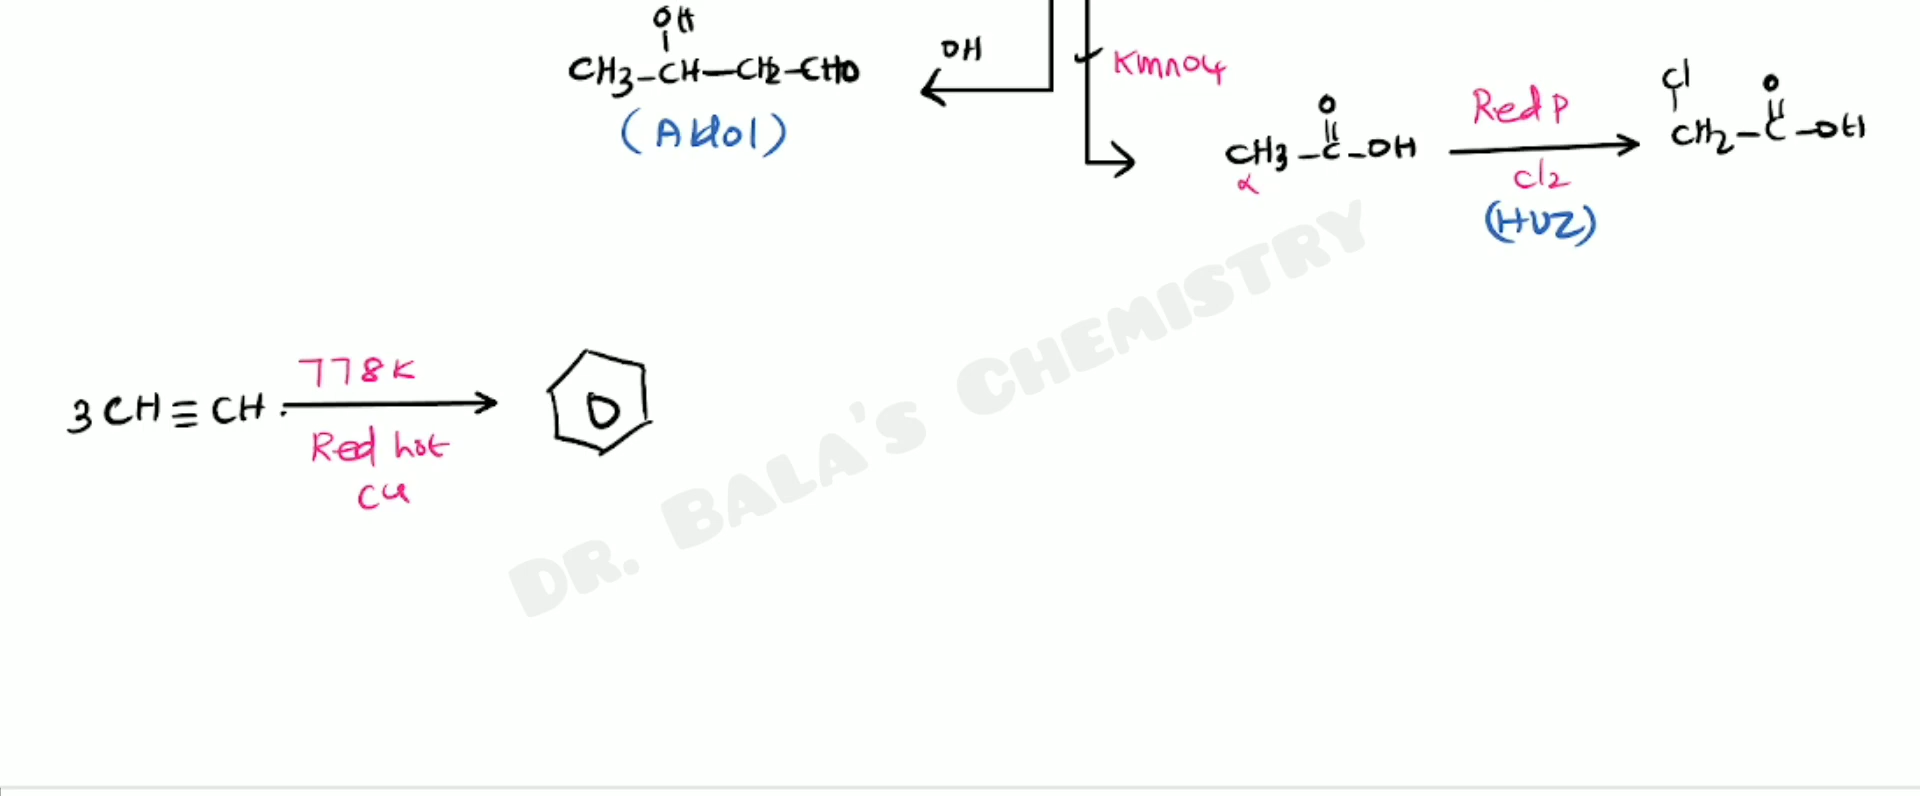 OH
CH3-CH-CH2-CHO
(Aldol)
OH
KMnO4
O
CH3-C-OH
α
Red P
Cl2
(HVZ)
Cl
O
CH2-C-OH
3CH≡CH
778K
Red hot
Cu
DR. BALA'S CHEMISTRY